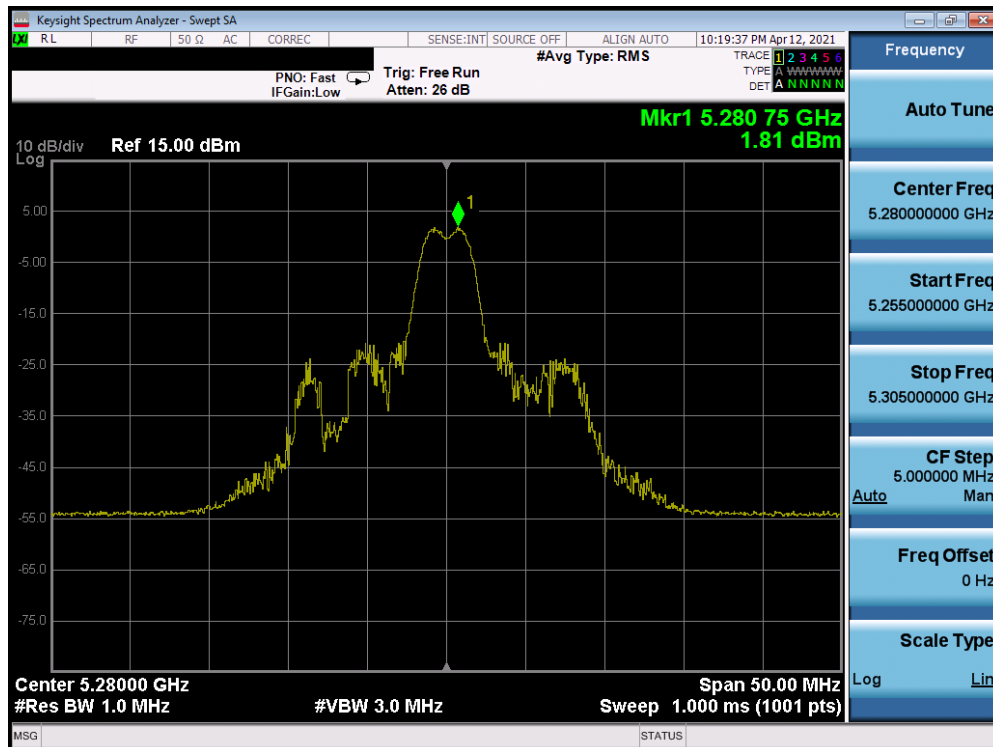 Keysight Spectrum Analyzer - Swept SA
LXI RL RF 50 Ω AC CORREC SENSE:INT SOURCE OFF ALIGN AUTO 10:19:37 PM Apr 12, 2021
#Avg Type: RMS
TRACE 1 2 3 4 5 6
PNO: Fast Trig: Free Run
TYPE A WWWWW
IFGain:Low Atten: 26 dB
DET A N N N N N
Mkr1 5.280 75 GHz
1.81 dBm
10 dB/div Ref 15.00 dBm
Log
1
5.00
-5.00
-15.0
-25.0
-35.0
-45.0
-55.0
-65.0
-75.0
Center 5.28000 GHz Span 50.00 MHz
#Res BW 1.0 MHz #VBW 3.0 MHz Sweep 1.000 ms (1001 pts)
MSG STATUS
Frequency
Auto Tune
Center Freq
5.280000000 GHz
Start Freq
5.255000000 GHz
Stop Freq
5.305000000 GHz
CF Step
5.000000 MHz
Auto Man
Freq Offset
0 Hz
Scale Type
Log Lin